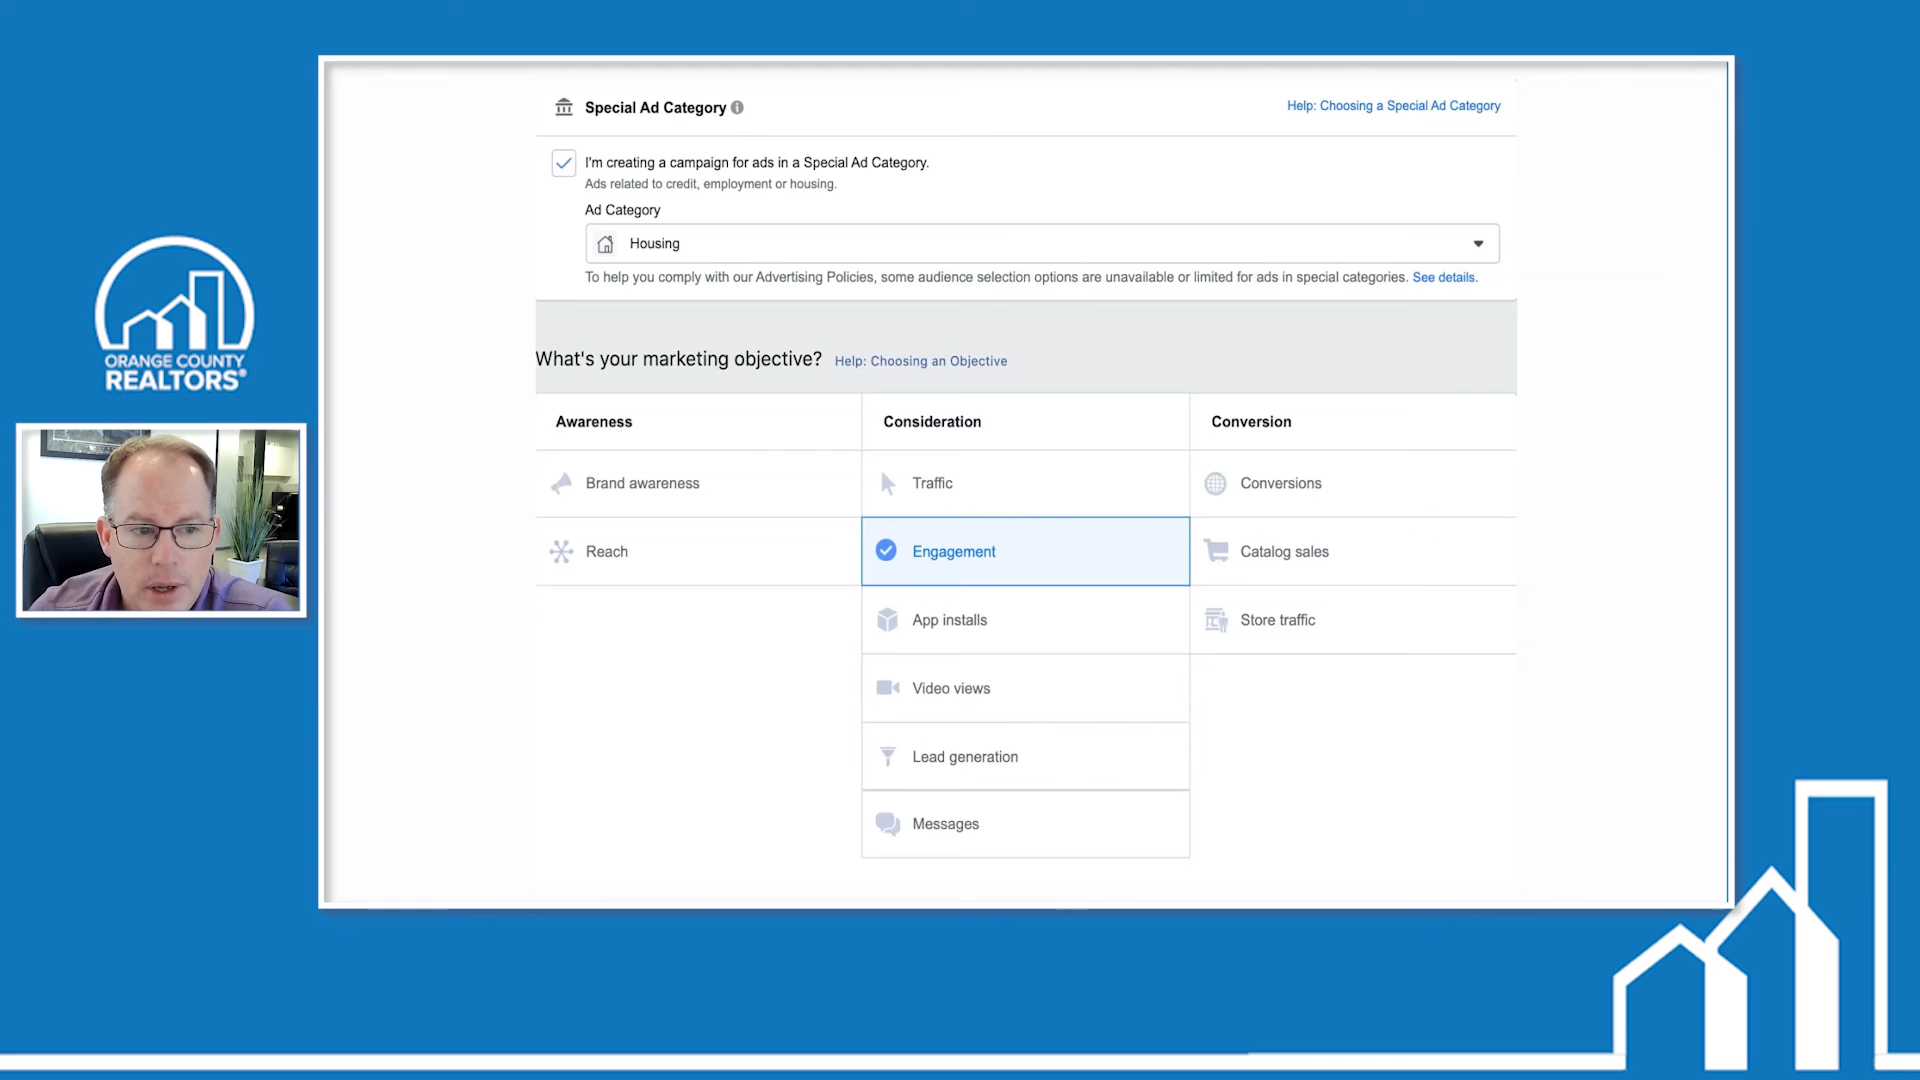 Special Ad Category
Help: Choosing a Special Ad Category
I'm creating a campaign for ads in a Special Ad Category.
Ads related to credit, employment or housing.
Ad Category
Housing
To help you comply with our Advertising Policies, some audience selection options are unavailable or limited for ads in special categories. See details.
What's your marketing objective? Help: Choosing an Objective
Awareness
Consideration
Conversion
Brand awareness
Traffic
Conversions
Reach
Engagement
Catalog sales
App installs
Store traffic
Video views
Lead generation
Messages
ORANGE COUNTY
REALTORS®